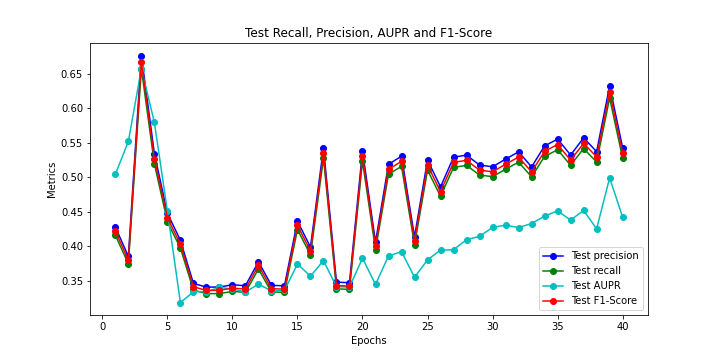 Test Recall, Precision, AUPR and F1-Score
Metrics
0.65
0.60
0.55
0.50
0.45
0.40
0.35
0 5 10 15 20 25 30 35 40
Epochs
Test precision
Test recall
Test AUPR
Test F1-Score